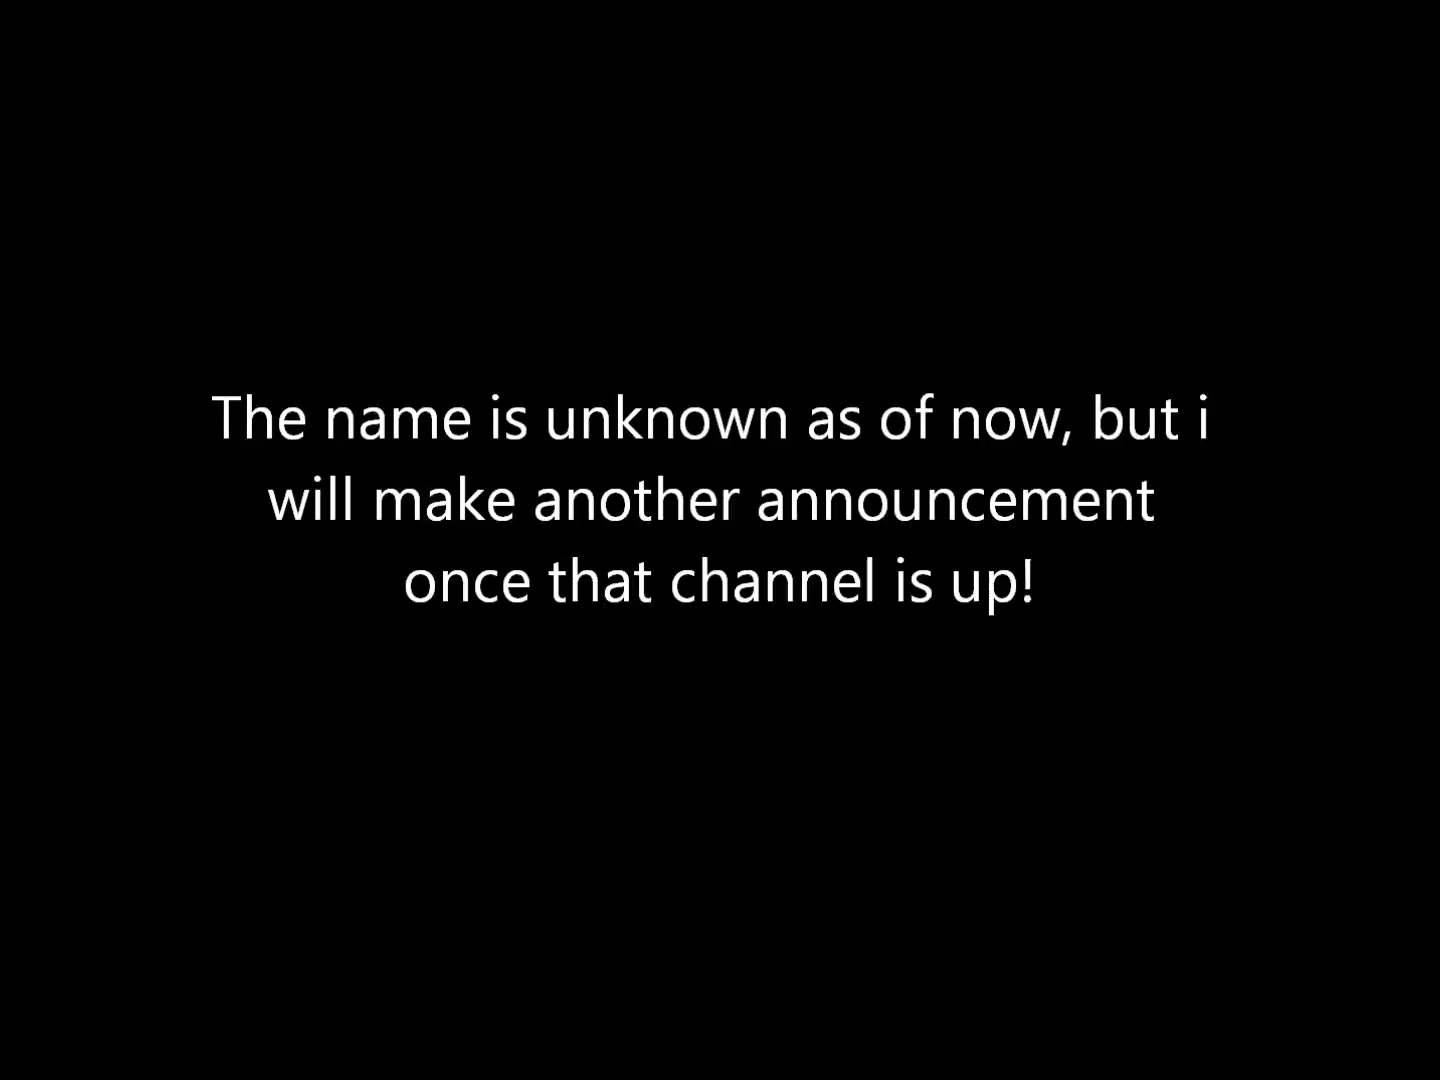 The name is unknown as of now, but i
will make another announcement
once that channel is up!